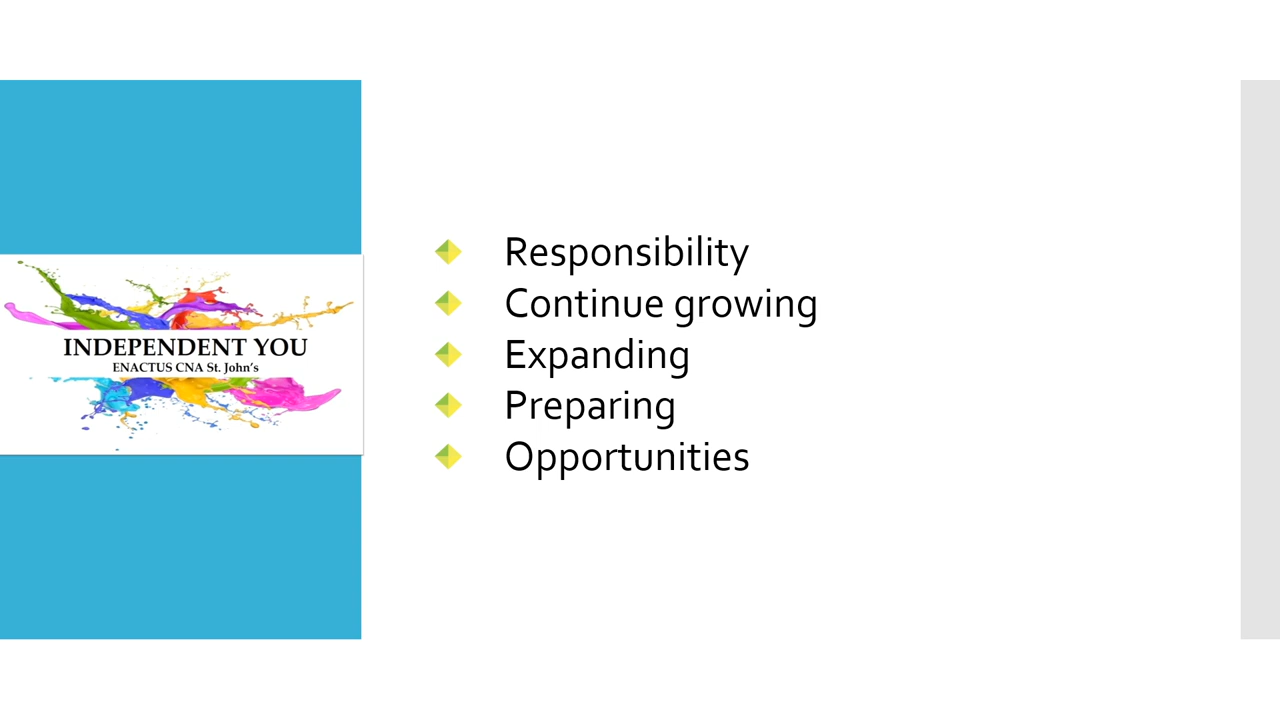 INDEPENDENT YOU
ENACTUS CNA St. John's
Responsibility
Continue growing
Expanding
Preparing
Opportunities